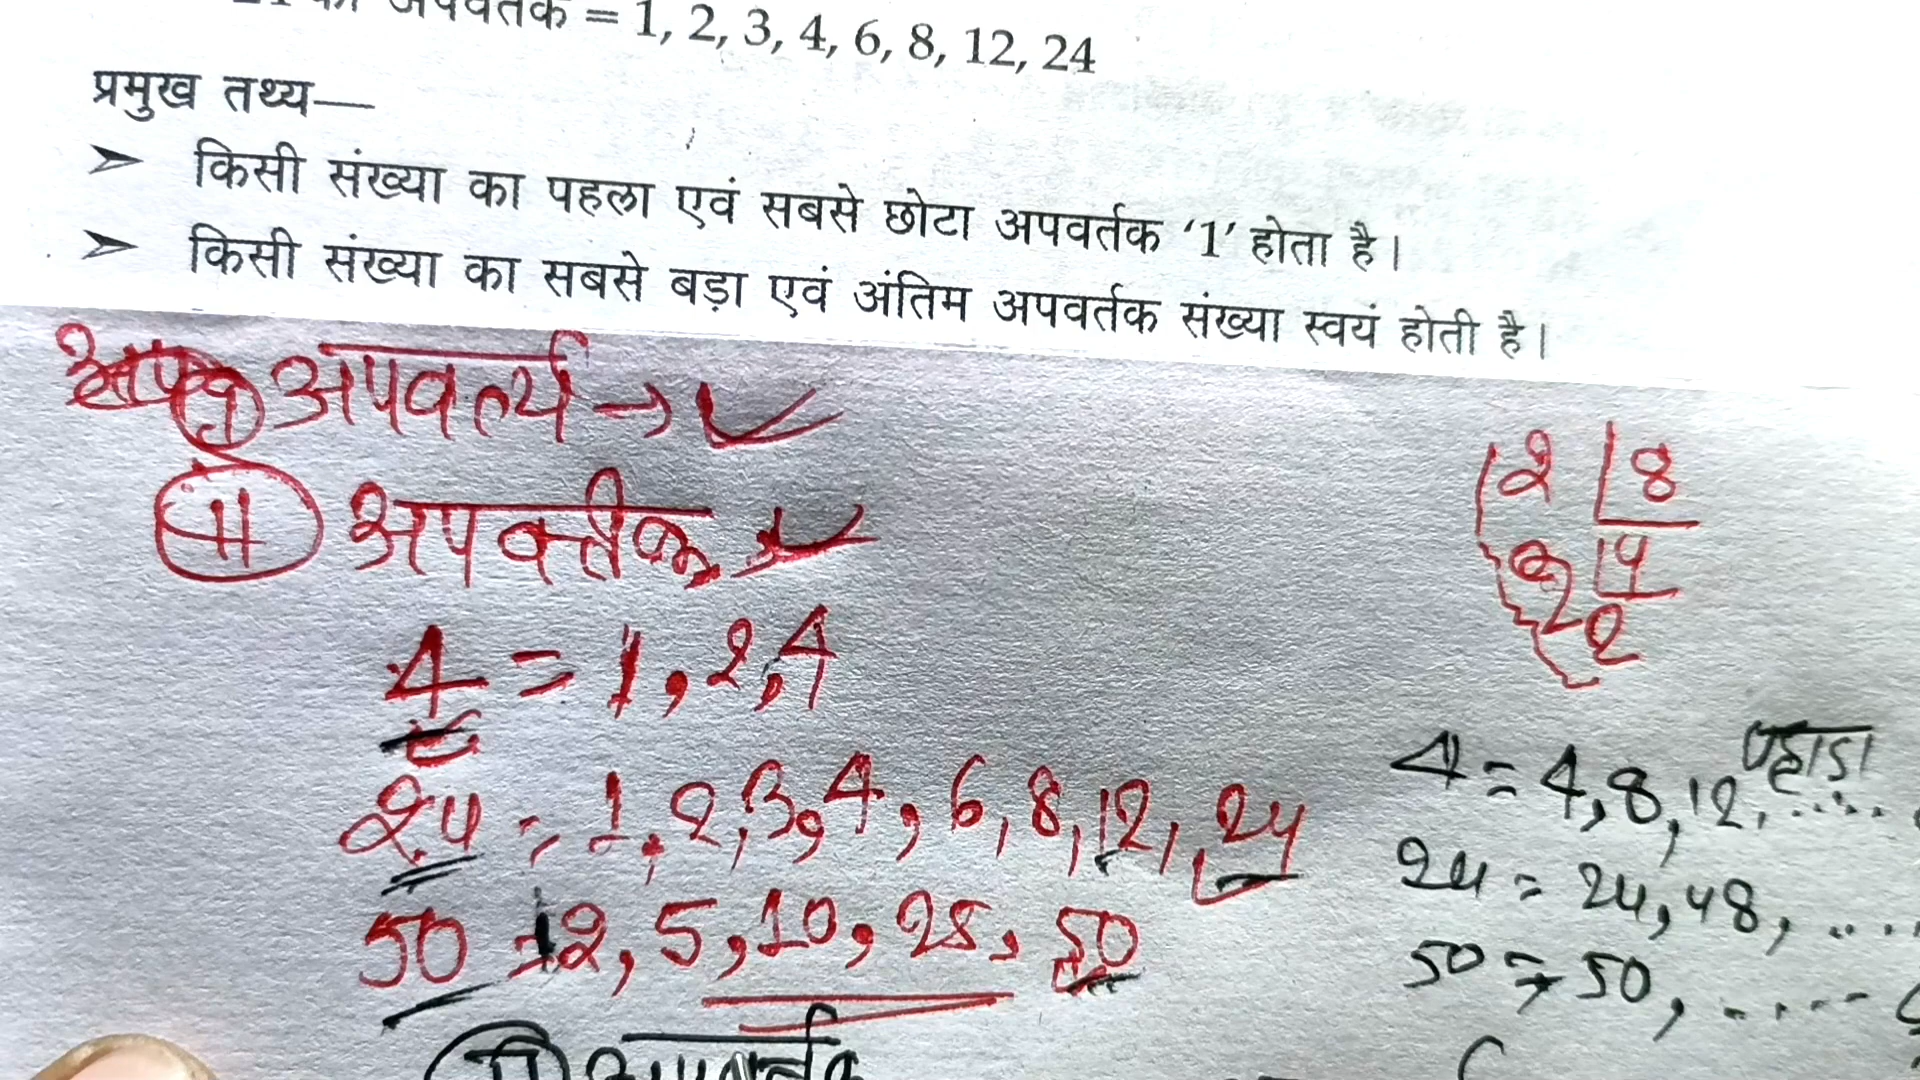 अपवर्तक = 1, 2, 3, 4, 6, 8, 12, 24
प्रमुख तथ्य—
➢ किसी संख्या का पहला एवं सबसे छोटा अपवर्तक ‘1’ होता है।
➢ किसी संख्या का सबसे बड़ा एवं अंतिम अपवर्तक संख्या स्वयं होती है।
अपवर्त्य →
II अपवर्तक
4 = 1, 2, 4
24 = 1, 2, 3, 4, 6, 8, 12, 24
50 = 1 2, 5, 10, 25, 50
2 | 8
2 | 4
2
पहाड़ा
4 = 4, 8, 12, .....
24 = 24, 48, ....
50 = 50, .....
अपवर्तक